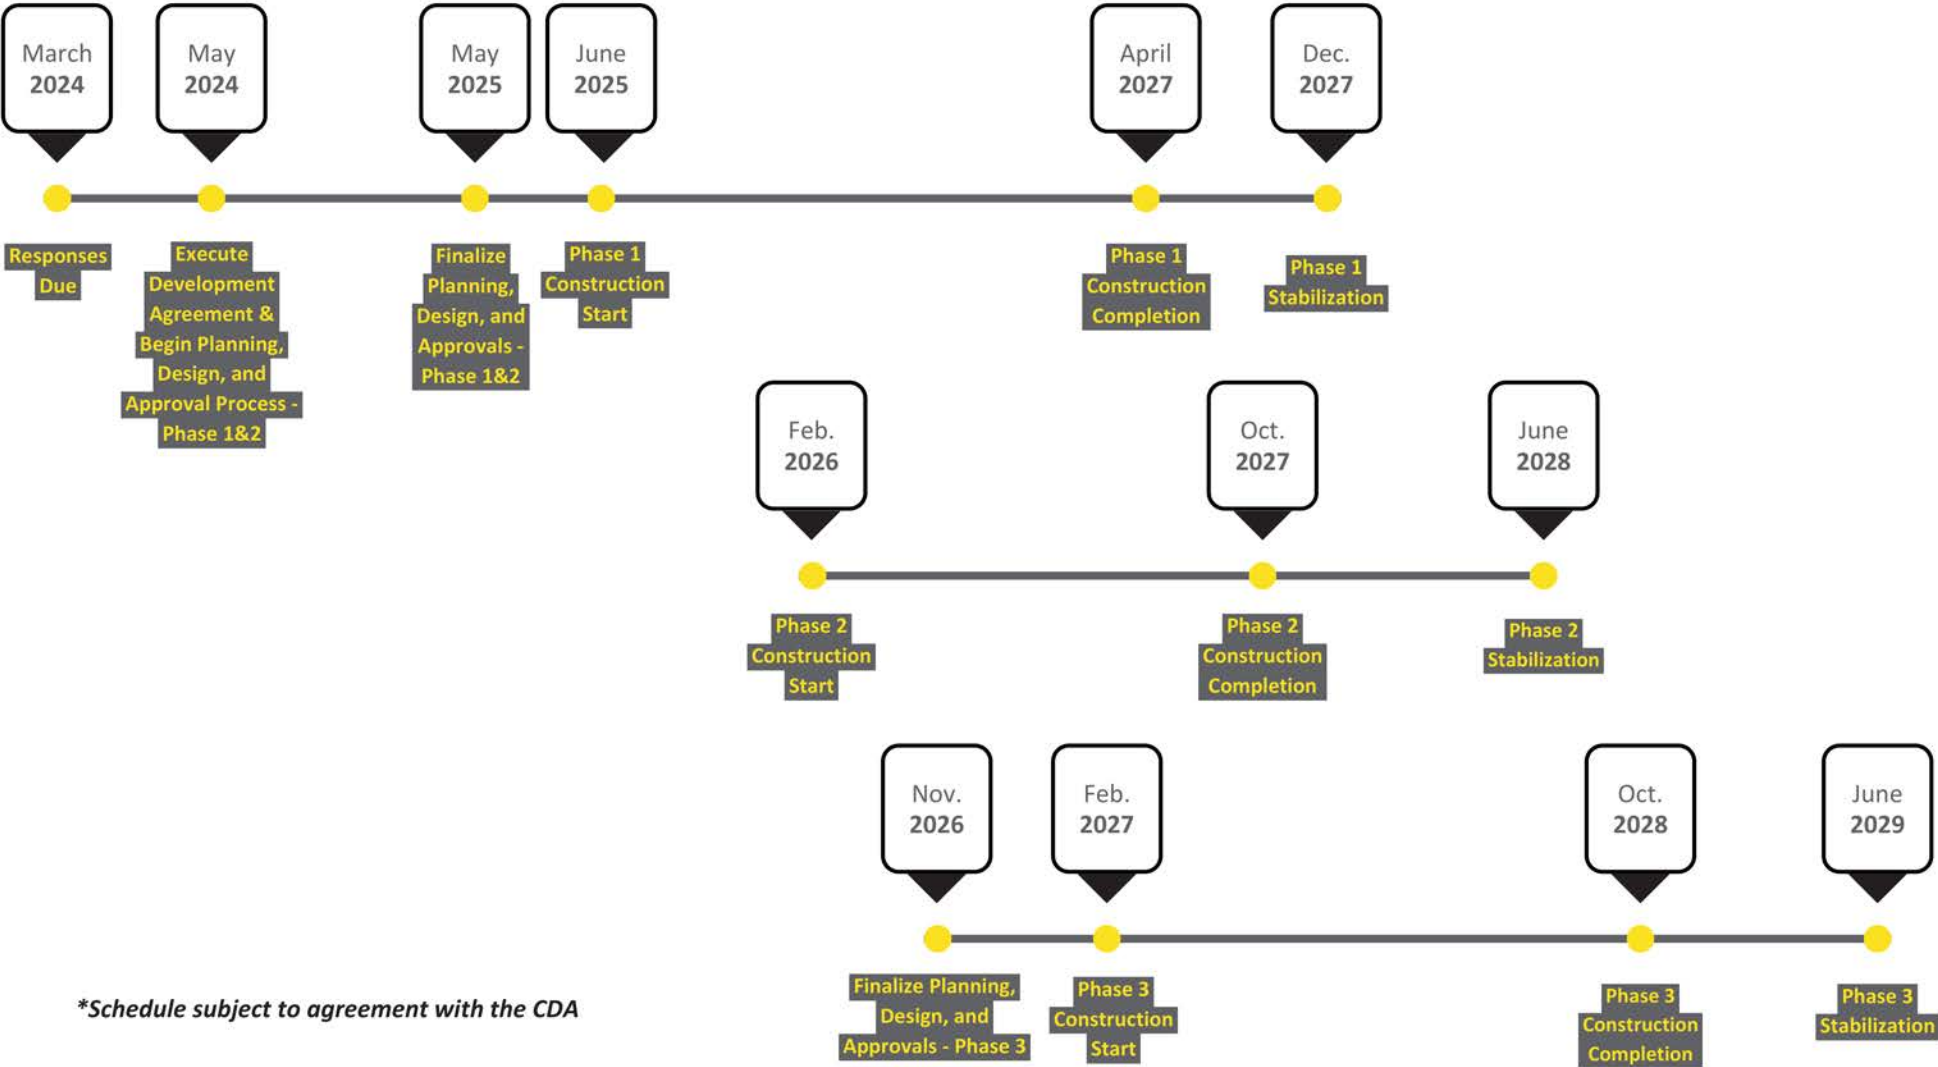 March
2024
May
2024
May
2025
June
2025
April
2027
Dec.
2027
Responses
Due
Execute
Development
Agreement &
Begin Planning,
Design, and
Approval Process -
Phase 1&2
Finalize
Planning,
Design, and
Approvals -
Phase 1&2
Phase 1
Construction
Start
Phase 1
Construction
Completion
Phase 1
Stabilization
Feb.
2026
Oct.
2027
June
2028
Phase 2
Construction
Start
Phase 2
Construction
Completion
Phase 2
Stabilization
Nov.
2026
Feb.
2027
Oct.
2028
June
2029
Finalize Planning,
Design, and
Approvals - Phase 3
Phase 3
Construction
Start
Phase 3
Construction
Completion
Phase 3
Stabilization
*Schedule subject to agreement with the CDA